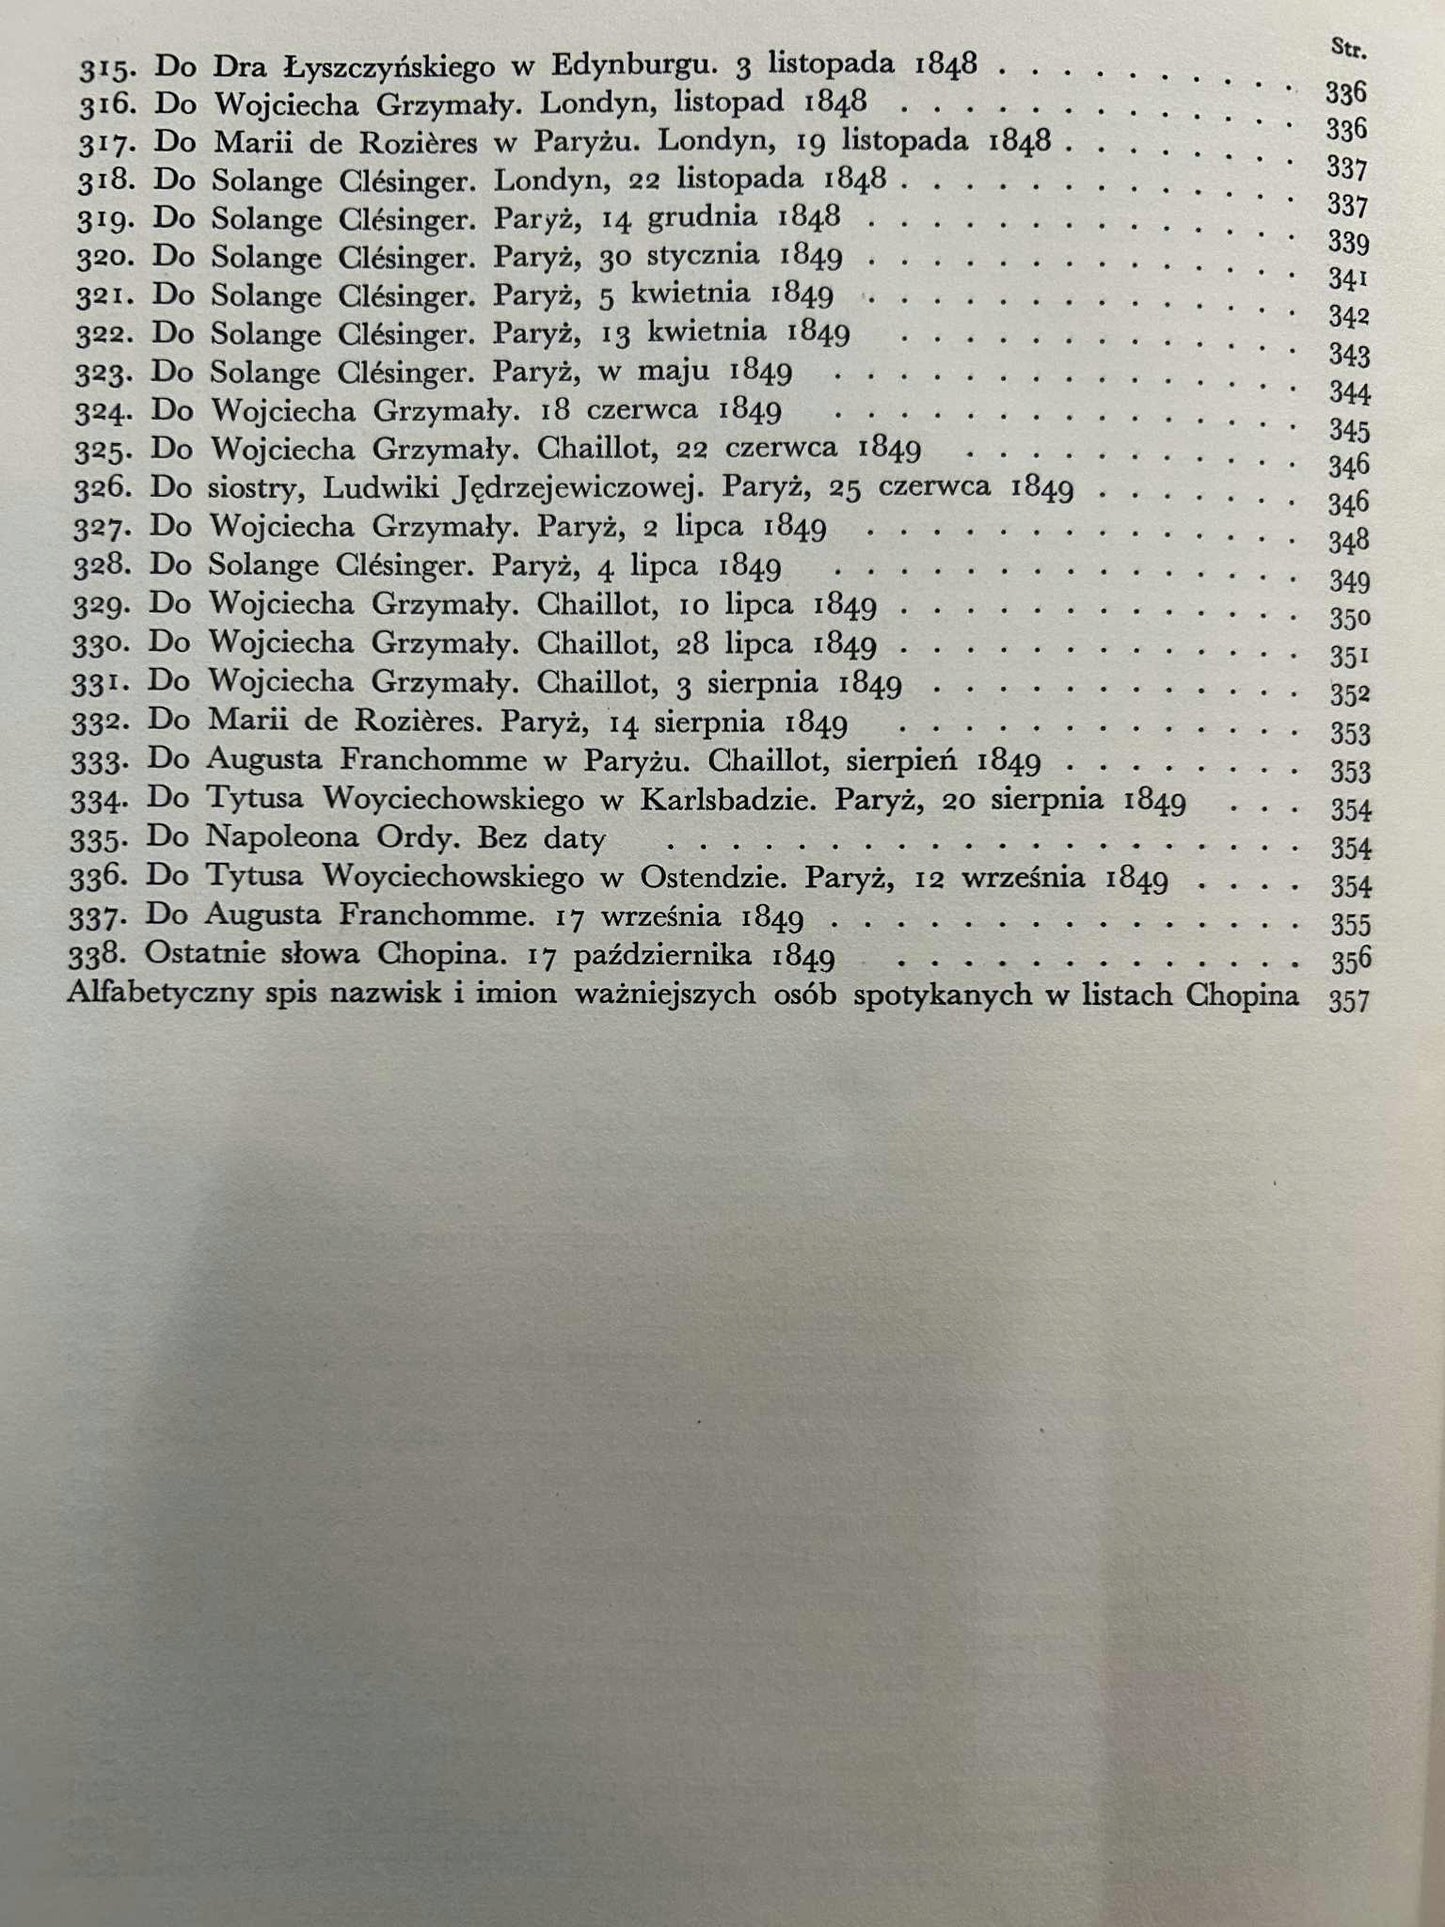 Str.
315. Do Dra Łyszczyńskiego w Edynburgu. 3 listopada 1848 . . . . . . . . . . 336
316. Do Wojciecha Grzymały. Londyn, listopad 1848 . . . . . . . . . . . . 336
317. Do Marii de Rozières w Paryżu. Londyn, 19 listopada 1848 . . . . . . . . 337
318. Do Solange Clésinger. Londyn, 22 listopada 1848 . . . . . . . . . . . . 337
319. Do Solange Clésinger. Paryż, 14 grudnia 1848 . . . . . . . . . . . . . 339
320. Do Solange Clésinger. Paryż, 30 stycznia 1849 . . . . . . . . . . . . . 341
321. Do Solange Clésinger. Paryż, 5 kwietnia 1849 . . . . . . . . . . . . . 342
322. Do Solange Clésinger. Paryż, 13 kwietnia 1849 . . . . . . . . . . . . 343
323. Do Solange Clésinger. Paryż, w maju 1849 . . . . . . . . . . . . . . 344
324. Do Wojciecha Grzymały. 18 czerwca 1849 . . . . . . . . . . . . . . 345
325. Do Wojciecha Grzymały. Chaillot, 22 czerwca 1849 . . . . . . . . . . 346
326. Do siostry, Ludwiki Jędrzejewiczowej. Paryż, 25 czerwca 1849 . . . . . . . 346
327. Do Wojciecha Grzymały. Paryż, 2 lipca 1849 . . . . . . . . . . . . . 348
328. Do Solange Clésinger. Paryż, 4 lipca 1849 . . . . . . . . . . . . . . 349
329. Do Wojciecha Grzymały. Chaillot, 10 lipca 1849 . . . . . . . . . . . . 350
330. Do Wojciecha Grzymały. Chaillot, 28 lipca 1849 . . . . . . . . . . . . 351
331. Do Wojciecha Grzymały. Chaillot, 3 sierpnia 1849 . . . . . . . . . . . 352
332. Do Marii de Rozières. Paryż, 14 sierpnia 1849 . . . . . . . . . . . . 353
333. Do Augusta Franchomme w Paryżu. Chaillot, sierpień 1849 . . . . . . . . 353
334. Do Tytusa Woyciechowskiego w Karlsbadzie. Paryż, 20 sierpnia 1849 . . . 354
335. Do Napoleona Ordy. Bez daty . . . . . . . . . . . . . . . . . . . 354
336. Do Tytusa Woyciechowskiego w Ostendzie. Paryż, 12 września 1849 . . . . 354
337. Do Augusta Franchomme. 17 września 1849 . . . . . . . . . . . . . . 355
338. Ostatnie słowa Chopina. 17 października 1849 . . . . . . . . . . . . 356
Alfabetyczny spis nazwisk i imion ważniejszych osób spotykanych w listach Chopina 357